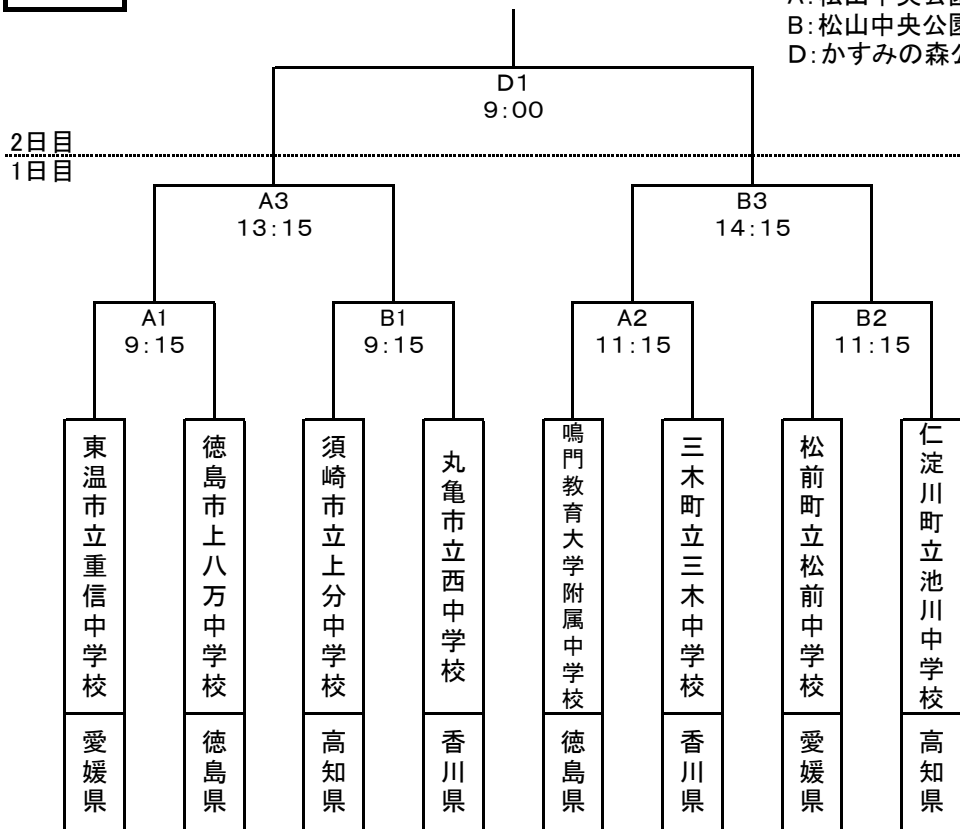 A:松山中央公園
B:松山中央公園
D:かすみの森公
D1
9:00
2日目
1日目
A3
13:15
B3
14:15
A1
9:15
B1
9:15
A2
11:15
B2
11:15
東温市立重信中学校
徳島市上八万中学校
須崎市立上分中学校
丸亀市立西中学校
鳴門教育大学附属中学校
三木町立三木中学校
松前町立松前中学校
仁淀川町立池川中学校
愛媛県
徳島県
高知県
香川県
徳島県
香川県
愛媛県
高知県